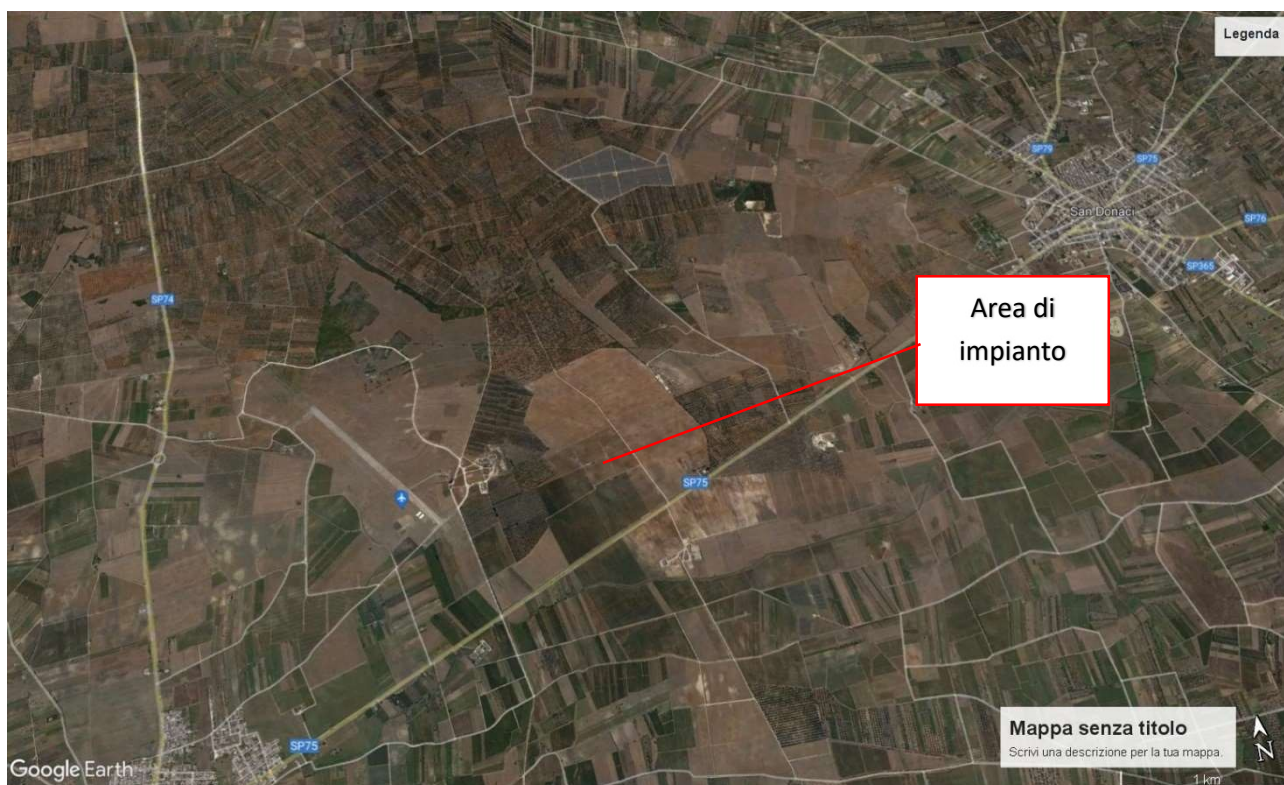 Legenda
SP79
SP75
San Donaci
SP76
SP365
SP74
Area di
impianto
SP75
SP75
Mappa senza titolo
Scrivi una descrizione per la tua mappa.
N
Google Earth
1 km